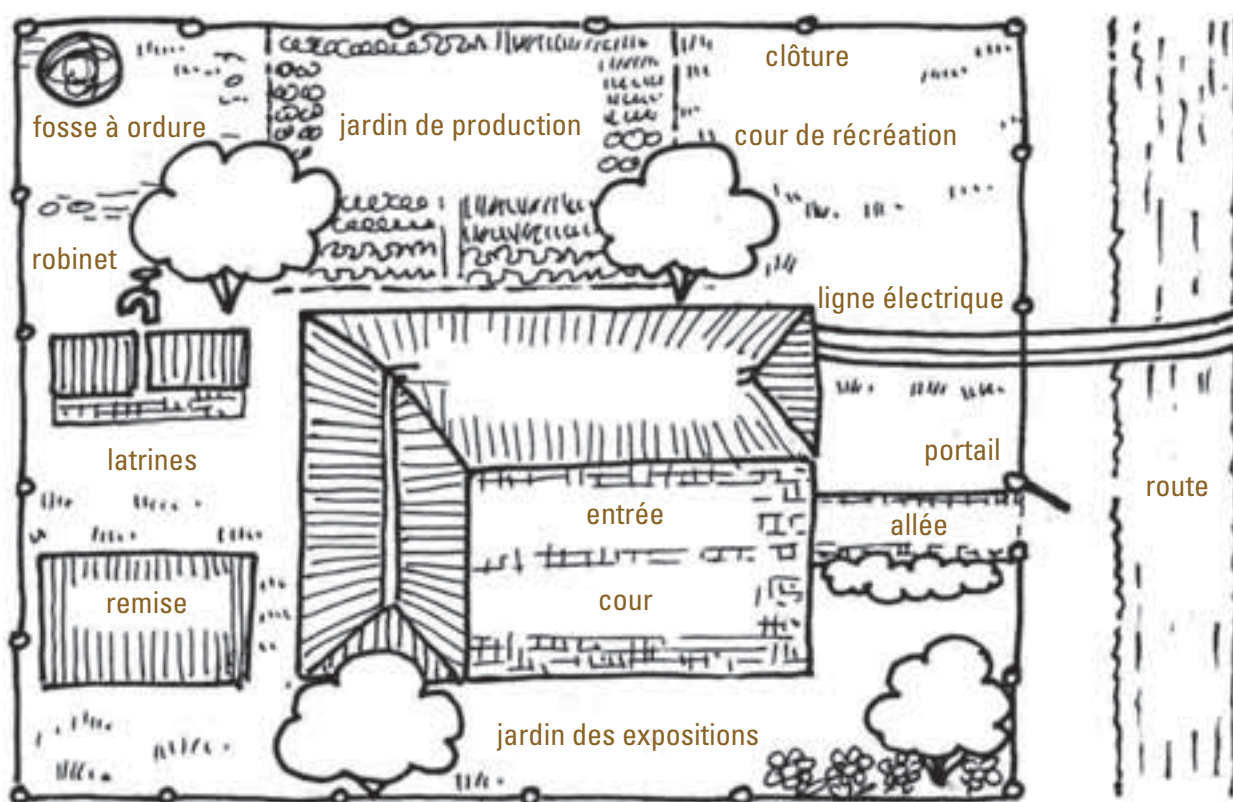 clôture
fosse à ordure
jardin de production
cour de récréation
robinet
ligne électrique
portail
latrines
route
entrée
allée
remise
cour
jardin des expositions